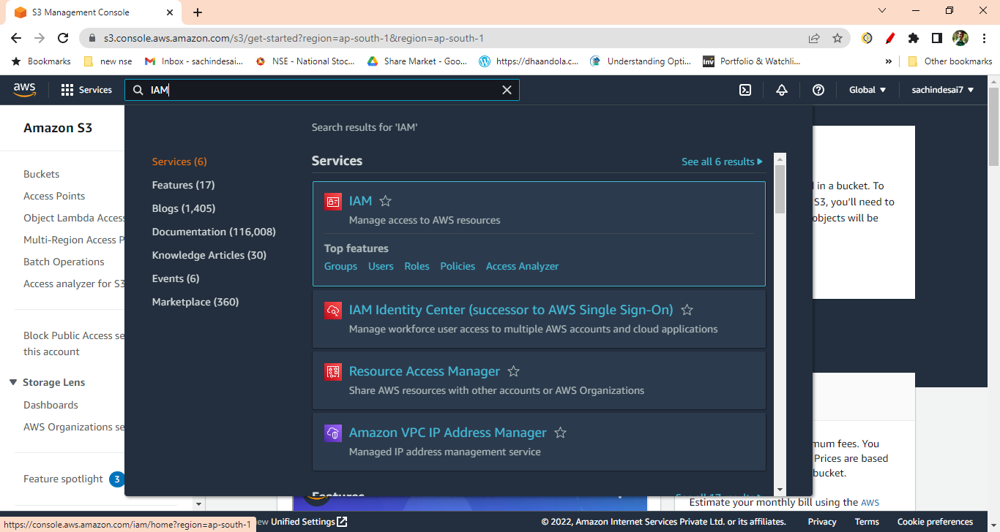 S3 Management Console
s3.console.aws.amazon.com/s3/get-started?region=ap-south-1&region=ap-south-1
Bookmarks
new nse
Inbox - sachindesai...
NSE - National Stoc...
Share Market - Goo...
https://dhaandola.c...
Understanding Opti...
Inv
Portfolio & Watchli...
»
Other bookmarks
aws
Services
IAM
Global
sachindesai7
Amazon S3
Buckets
Access Points
Object Lambda Access
Multi-Region Access P
Batch Operations
Access analyzer for S3
Block Public Access se
this account
Storage Lens
Dashboards
AWS Organizations se
Feature spotlight 3
Search results for 'IAM'
Services (6)
Features (17)
Blogs (1,405)
Documentation (116,008)
Knowledge Articles (30)
Events (6)
Marketplace (360)
Services
See all 6 results
IAM
Manage access to AWS resources
Top features
Groups Users Roles Policies Access Analyzer
IAM Identity Center (successor to AWS Single Sign-On)
Manage workforce user access to multiple AWS accounts and cloud applications
Resource Access Manager
Share AWS resources with other accounts or AWS Organizations
Amazon VPC IP Address Manager
Managed IP address management service
Features
See all 17 results
in a bucket. To
S3, you'll need to
objects will be
mum fees. You
Prices are based
bucket.
Estimate your monthly bill using the AWS
https://console.aws.amazon.com/iam/home?region=ap-south-1
ew Unified Settings
© 2022, Amazon Internet Services Private Ltd. or its affiliates.
Privacy
Terms
Cookie preferences